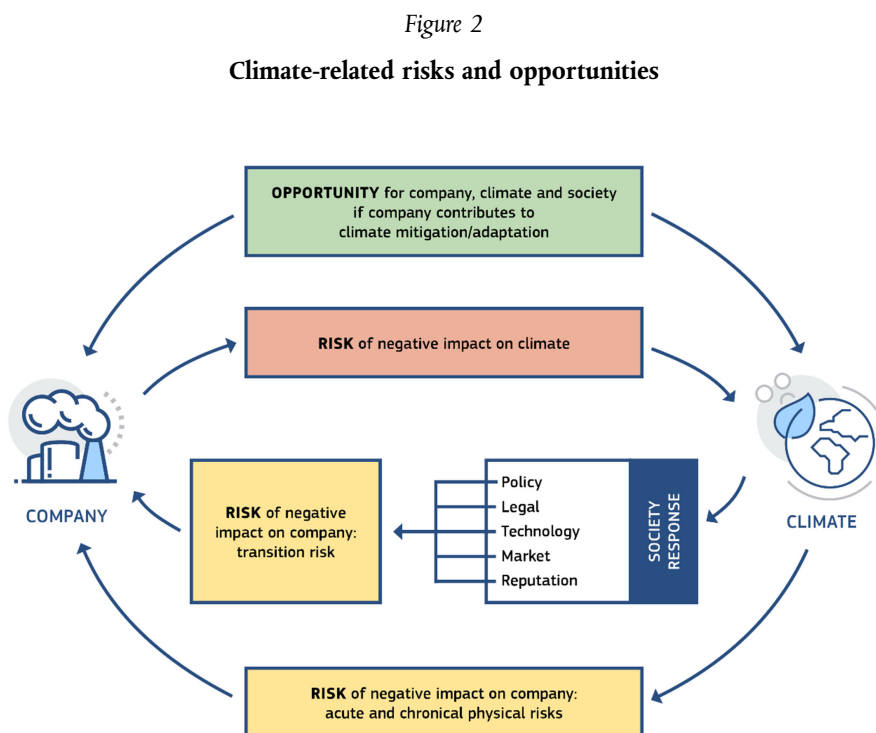 Figure 2
Climate-related risks and opportunities
OPPORTUNITY for company, climate and society
if company contributes to
climate mitigation/adaptation
RISK of negative impact on climate
COMPANY
RISK of negative
impact on company:
transition risk
Policy
Legal
Technology
Market
Reputation
SOCIETY
RESPONSE
CLIMATE
RISK of negative impact on company:
acute and chronical physical risks